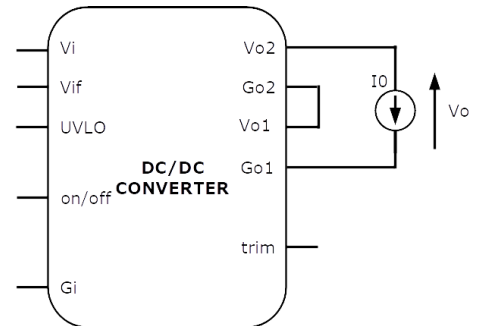 Vi
Vif
UVLO
on/off
Gi
DC/DC
CONVERTER
Vo2
Go2
Vo1
Go1
trim
I0
Vo